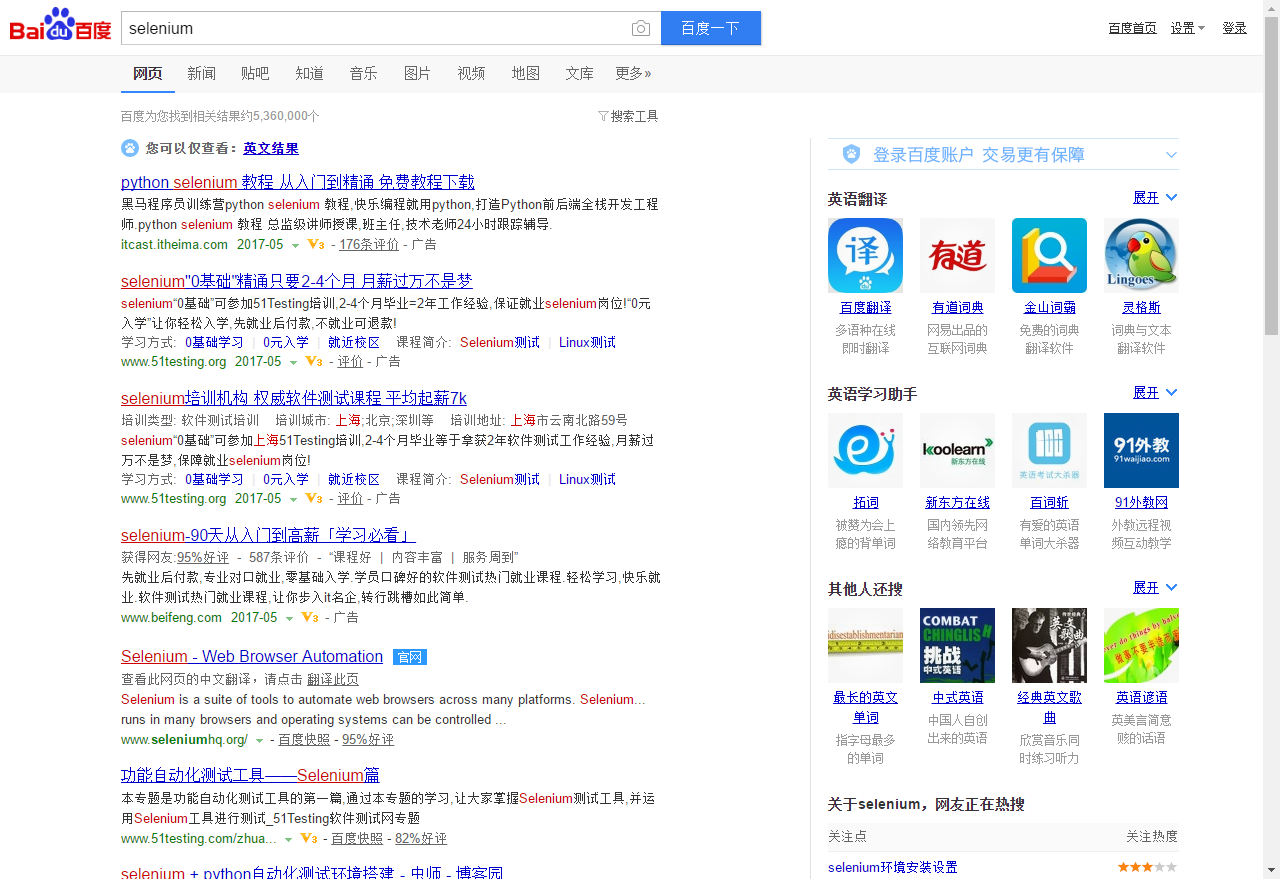 Bai du 百度 selenium 百度一下 百度首页 设置 登录
网页 新闻 贴吧 知道 音乐 图片 视频 地图 文库 更多»
百度为您找到相关结果约5,360,000个 搜索工具
您可以仅查看：英文结果
python selenium 教程 从入门到精通 免费教程下载
黑马程序员训练营python selenium 教程,快乐编程就用python,打造Python前后端全栈开发工程
师.python selenium 教程 总监级讲师授课,班主任,技术老师24小时跟踪辅导.
itcast.itheima.com 2017-05 V3 - 176条评价 - 广告
selenium"0基础"精通只要2-4个月 月薪过万不是梦
selenium“0基础”可参加51Testing培训,2-4个月毕业=2年工作经验,保证就业selenium岗位!“0元
入学”让你轻松入学,先就业后付款,不就业可退款!
学习方式: 0基础学习 | 0元入学 | 就近校区 课程简介: Selenium测试 | Linux测试
www.51testing.org 2017-05 V3 - 评价 - 广告
selenium培训机构 权威软件测试课程 平均起薪7k
培训类型: 软件测试培训 培训城市: 上海;北京;深圳等 培训地址: 上海市云南北路59号
selenium“0基础”可参加上海51Testing培训,2-4个月毕业等于拿获2年软件测试工作经验,月薪过
万不是梦,保障就业selenium岗位!
学习方式: 0基础学习 | 0元入学 | 就近校区 课程简介: Selenium测试 | Linux测试
www.51testing.org 2017-05 V3 - 评价 - 广告
selenium-90天从入门到高薪「学习必看」
获得网友:95%好评 - 587条评价 - “课程好 | 内容丰富 | 服务周到”
先就业后付款,专业对口就业,零基础入学.学员口碑好的软件测试热门就业课程.轻松学习,快乐就
业.软件测试热门就业课程,让你步入it名企,转行跳槽如此简单.
www.beifeng.com 2017-05 V3 - 广告
Selenium - Web Browser Automation 官网
查看此网页的中文翻译，请点击 翻译此页
Selenium is a suite of tools to automate web browsers across many platforms. Selenium...
runs in many browsers and operating systems can be controlled ...
www.seleniumhq.org/ - 百度快照 - 95%好评
功能自动化测试工具——Selenium篇
本专题是功能自动化测试工具的第一篇,通过本专题的学习,让大家掌握Selenium测试工具,并运
用Selenium工具进行测试_51Testing软件测试网专题
www.51testing.com/zhua... V3 - 百度快照 - 82%好评
selenium + python自动化测试环境搭建 - 虫师 - 博客园
登录百度账户 交易更有保障
英语翻译 展开
译 有道 Lingoes
百度翻译 有道词典 金山词霸 灵格斯
多语种在线 网易出品的 免费的词典 词典与文本
即时翻译 互联网词典 翻译软件 翻译软件
英语学习助手 展开
koolearn 新东方在线 英语考试大杀器 91外教 91waijiao.com
拓词 新东方在线 百词斩 91外教网
被赞为会上 国内领先网 有爱的英语 外教远程视
瘾的背单词 络教育平台 单词大杀器 频互动教学
其他人还搜 展开
idisestablishmentarian COMBAT CHINGLISH 挑战 中式英语 英文歌曲 ever do things by halve 做事不要半途而
最长的英文 中式英语 经典英文歌 英语谚语
单词 中国人自创 曲 英美言简意
指字母最多 出来的英语 欣赏音乐同 赅的话语
的单词 时练习听力
关于selenium，网友正在热搜
关注点 关注热度
selenium环境安装设置